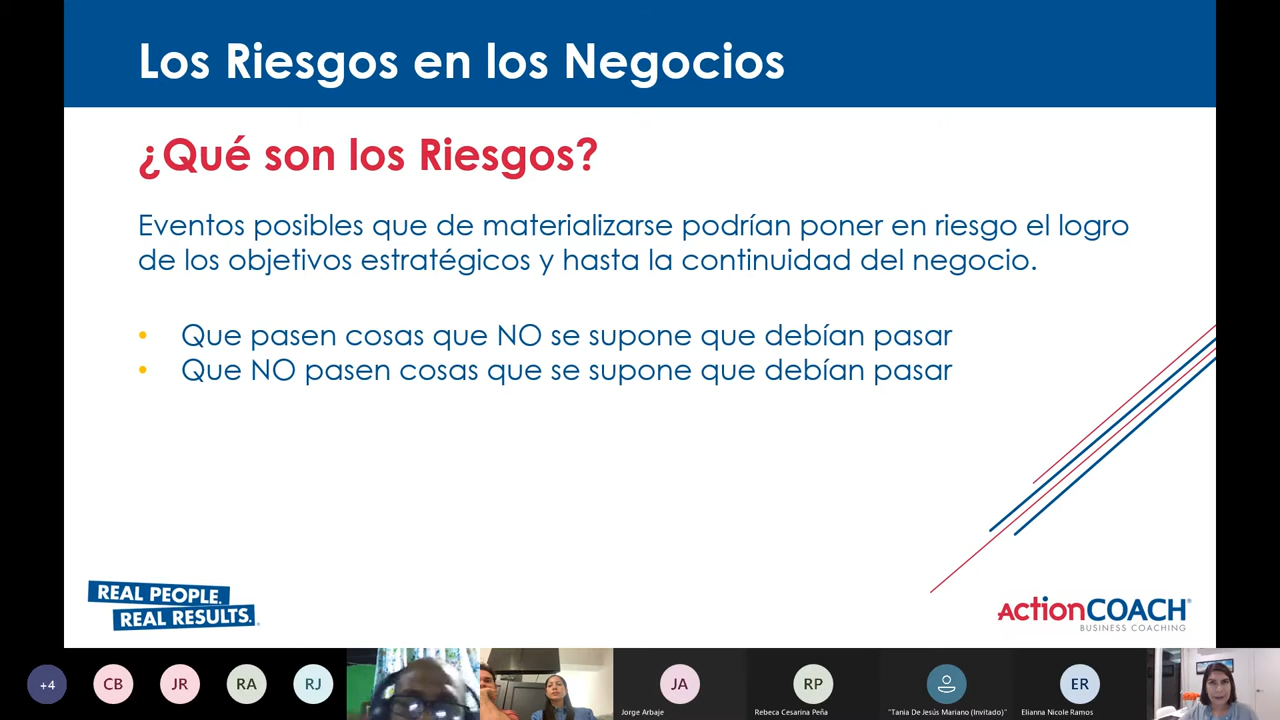 Los Riesgos en los Negocios
¿Qué son los Riesgos?
Eventos posibles que de materializarse podrían poner en riesgo el logro
de los objetivos estratégicos y hasta la continuidad del negocio.
• Que pasen cosas que NO se supone que debían pasar
• Que NO pasen cosas que se supone que debían pasar
REAL PEOPLE.
REAL RESULTS.
ActionCOACH®
BUSINESS COACHING
+4
CB
JR
RA
RJ
JA
RP
ER
Jorge Arbaje
Rebeca Cesarina Peña
"Tania De Jesús Mariano (Invitado)"
Elianna Nicole Ramos